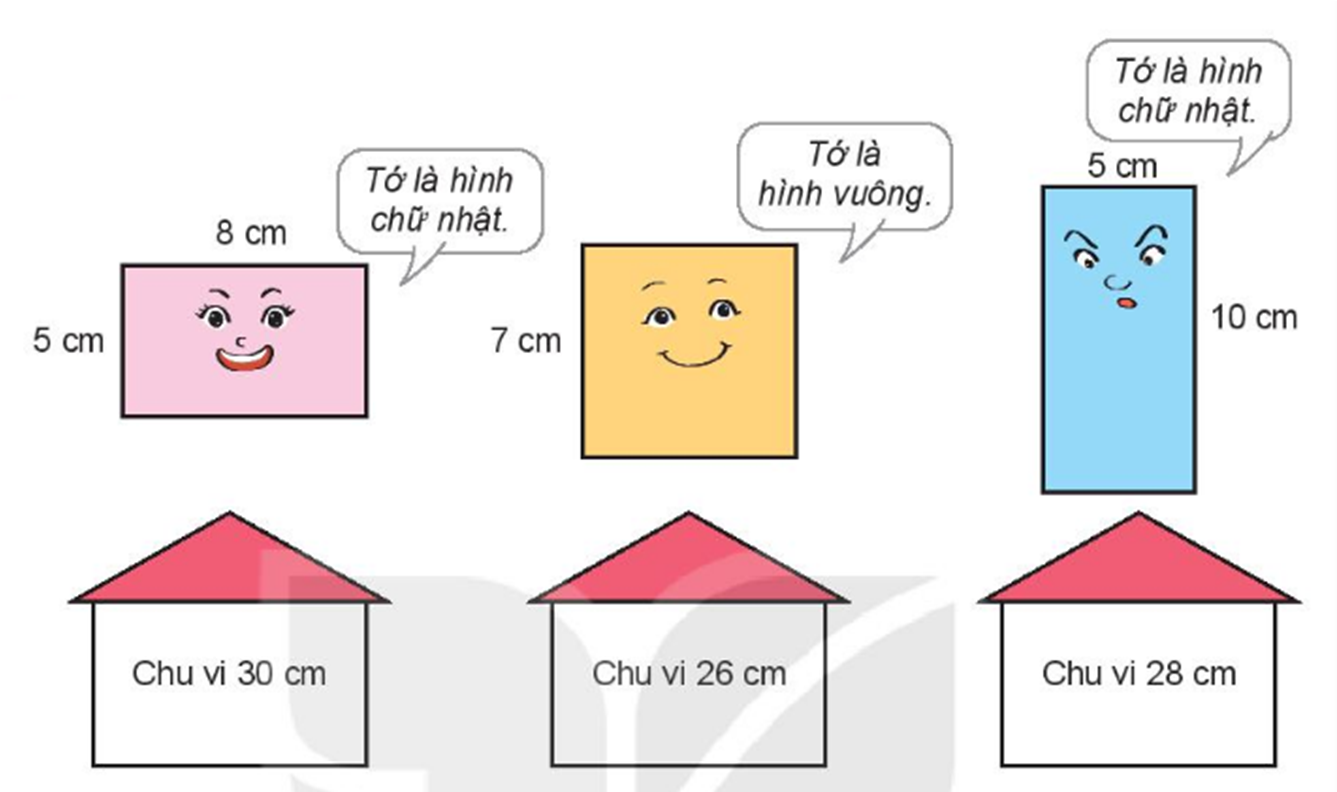 Tớ là hình
chữ nhật.
Tớ là
hình vuông.
Tớ là hình
chữ nhật.
8 cm
5 cm
7 cm
5 cm
10 cm
Chu vi 30 cm
Chu vi 26 cm
Chu vi 28 cm